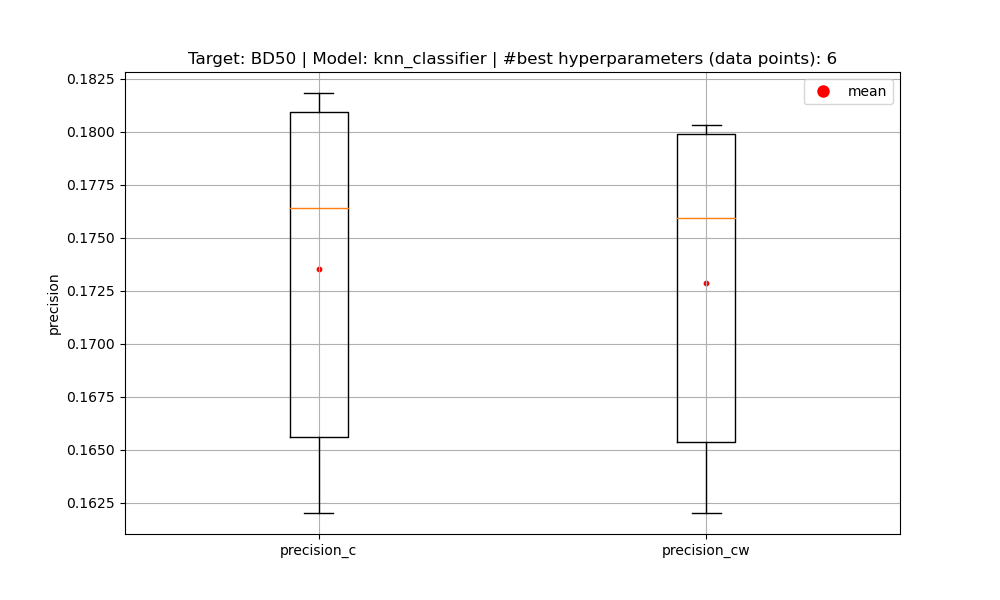 Target: BD50 | Model: knn_classifier | #best hyperparameters (data points): 6
mean
0.1825
0.1800
0.1775
0.1750
0.1725
0.1700
0.1675
0.1650
0.1625
precision
precision_c
precision_cw